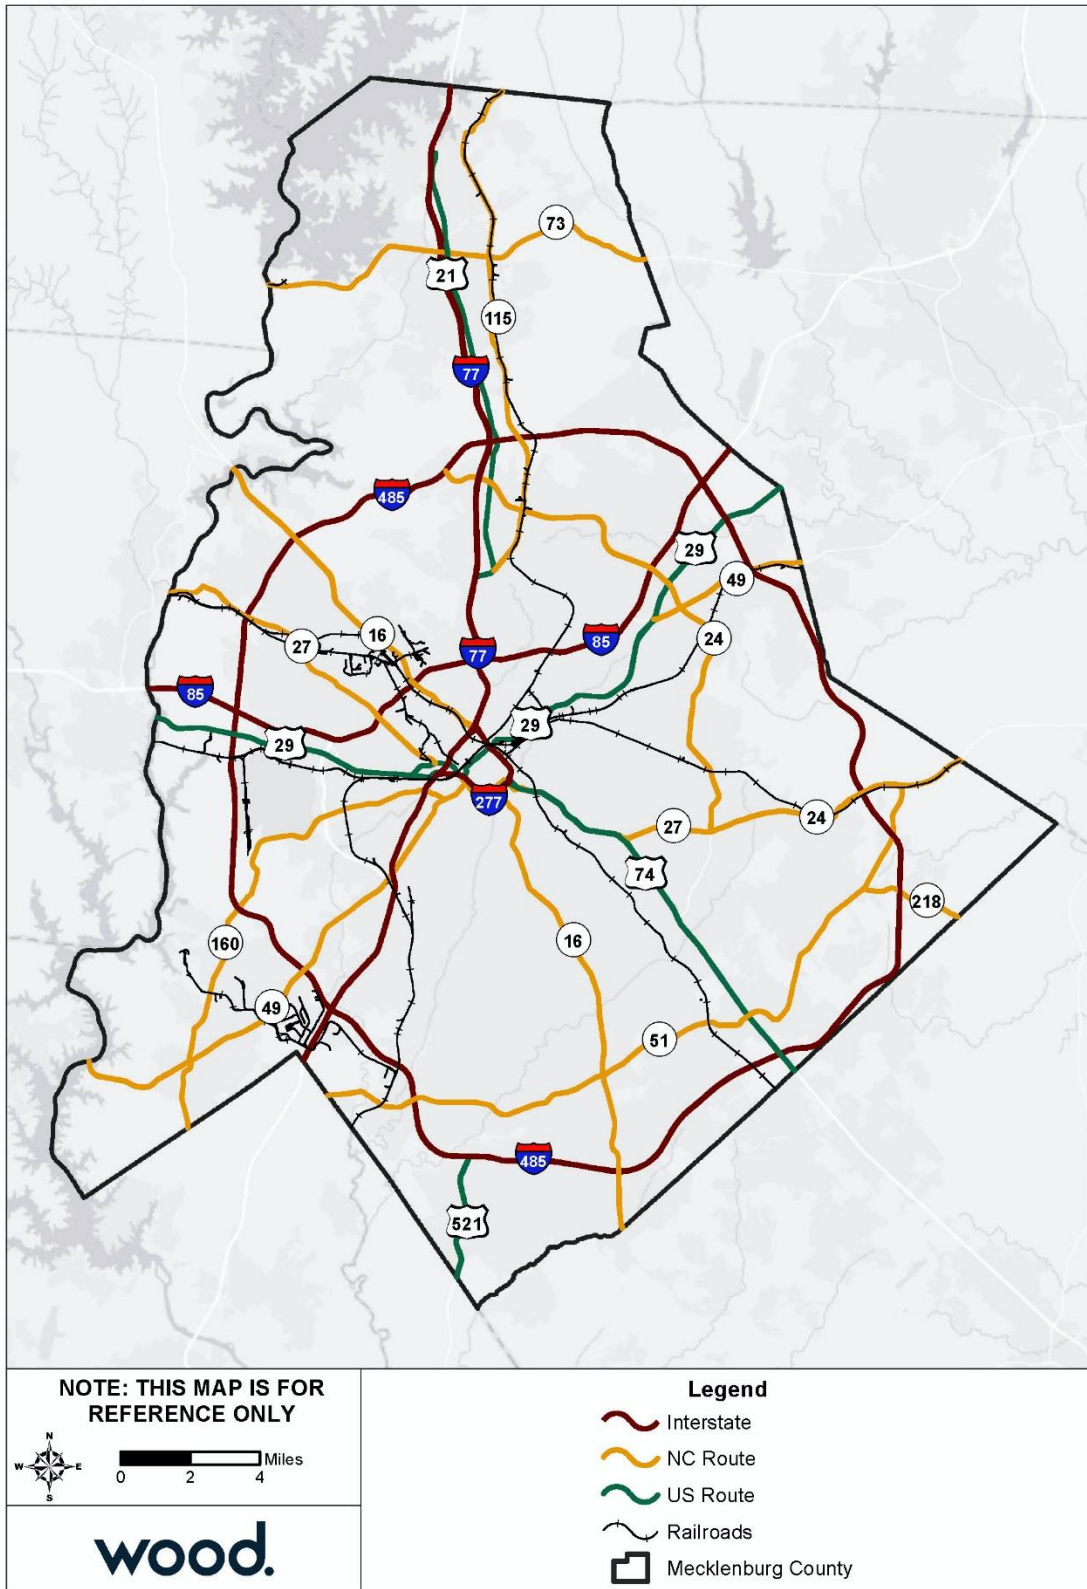 73
21
115
77
485
29
49
16
24
27
77
85
85
29
29
277
24
27
74
218
16
160
49
51
485
521
NOTE: THIS MAP IS FOR
REFERENCE ONLY
N
W E
S
Miles
0 2 4
wood.
Legend
Interstate
NC Route
US Route
Railroads
Mecklenburg County